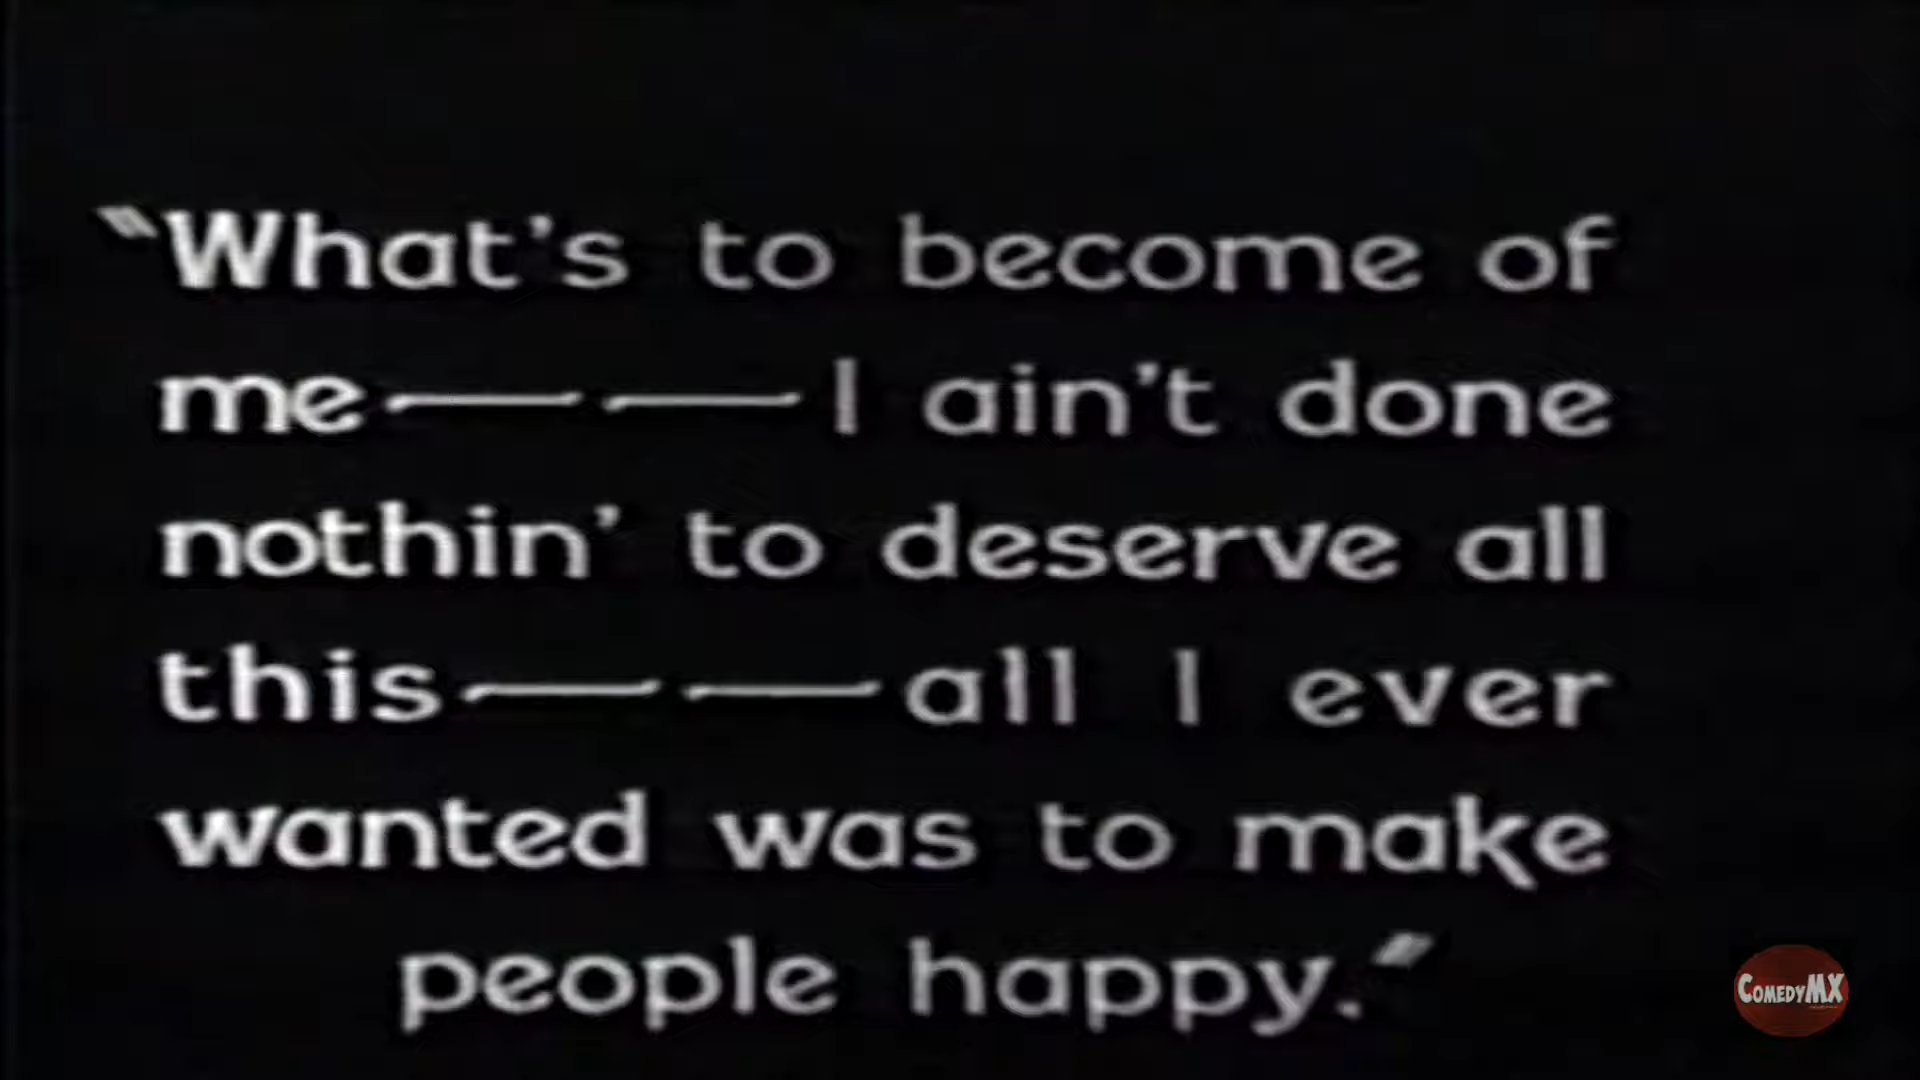 “What's to become of
me— —I ain't done
nothin' to deserve all
this— —all I ever
wanted was to make
people happy.”
COMEDYMX